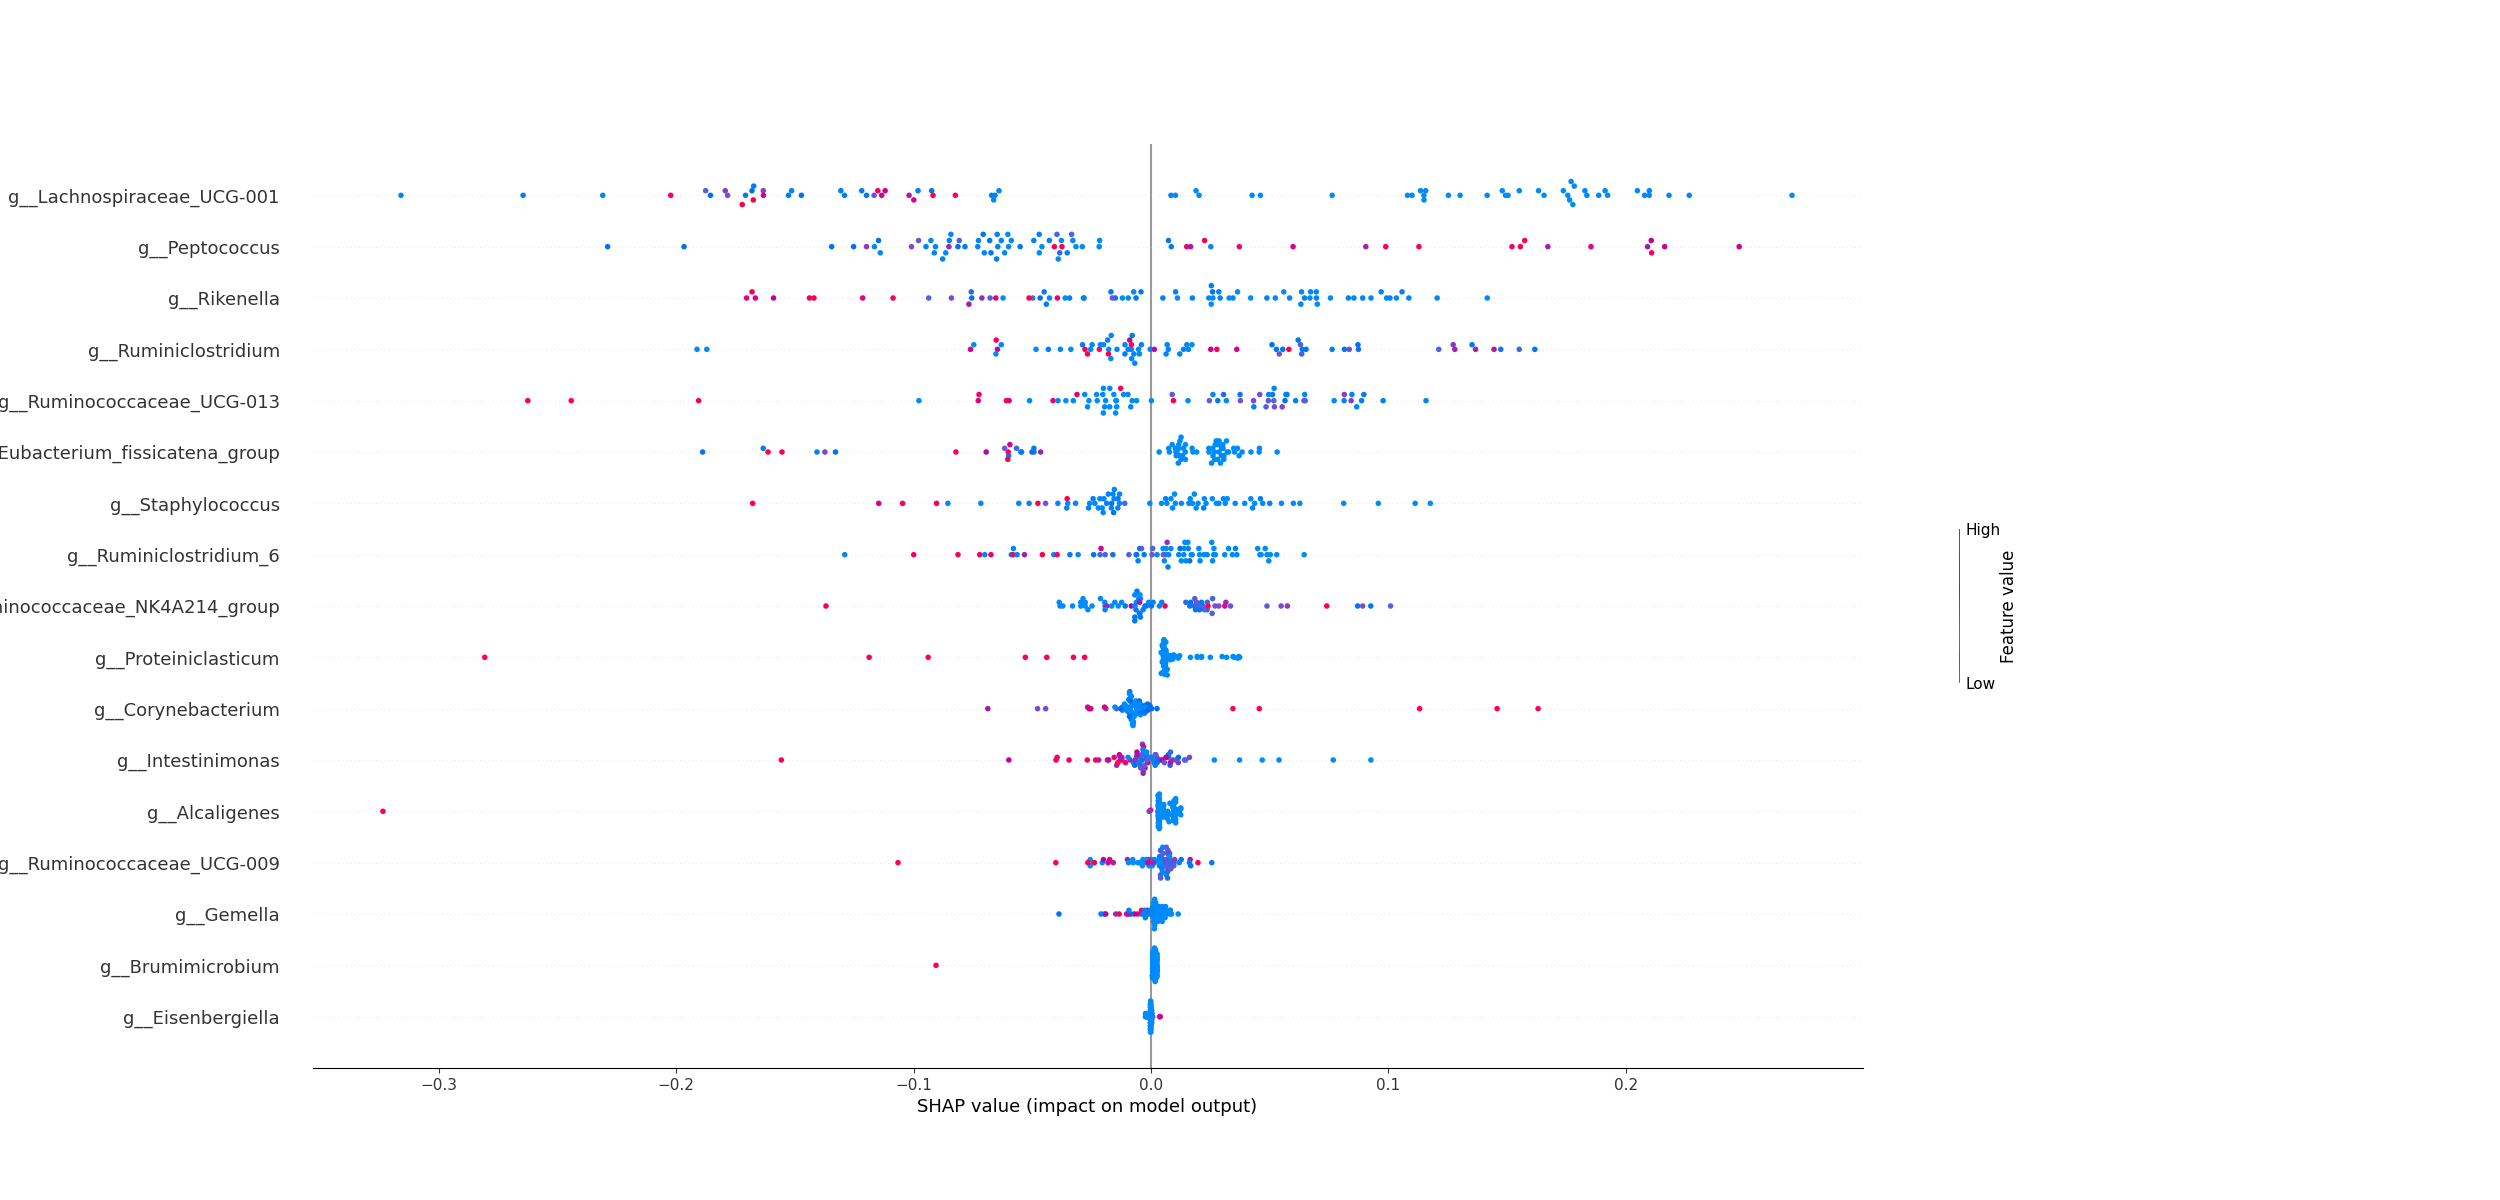 g__Lachnospiraceae_UCG-001
g__Peptococcus
g__Rikenella
g__Ruminiclostridium
g__Ruminococcaceae_UCG-013
Eubacterium_fissicatena_group
g__Staphylococcus
g__Ruminiclostridium_6
inococcaceae_NK4A214_group
g__Proteiniclasticum
g__Corynebacterium
g__Intestinimonas
g__Alcaligenes
g__Ruminococcaceae_UCG-009
g__Gemella
g__Brumimicrobium
g__Eisenbergiella
−0.3 −0.2 −0.1 0.0 0.1 0.2
SHAP value (impact on model output)
High
Feature value
Low